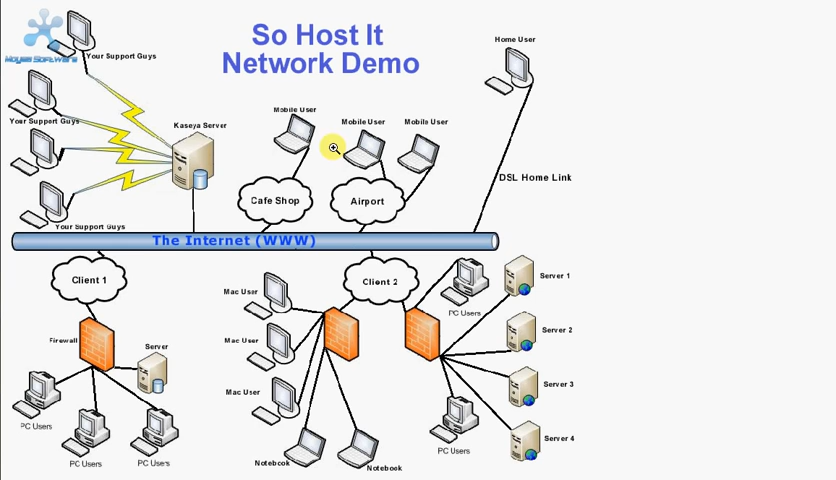 So Host It
Network Demo
Home User
Your Support Guys
Mobile User
Mobile User
Mobile User
Your Support Guys
Kaseya Server
DSL Home Link
Cafe Shop
Airport
Your Support Guys
The Internet (WWW)
Client 1
Client 2
Server 1
Mac User
PC Users
Server 2
Firewall
Server
Mac User
Server 3
Mac User
PC Users
PC Users
PC Users
Server 4
PC Users
Notebook
Notebook